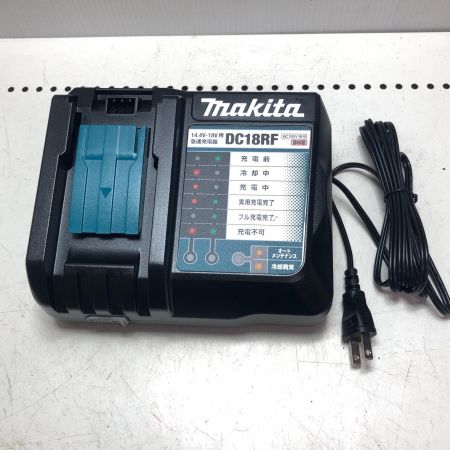 makita
14.4V-18V用
急速充電器
DC18RF
充電前
冷却中
充電中
実用充電完了
フル充電完了
充電不可
オート
メンテナンス
冷却異常